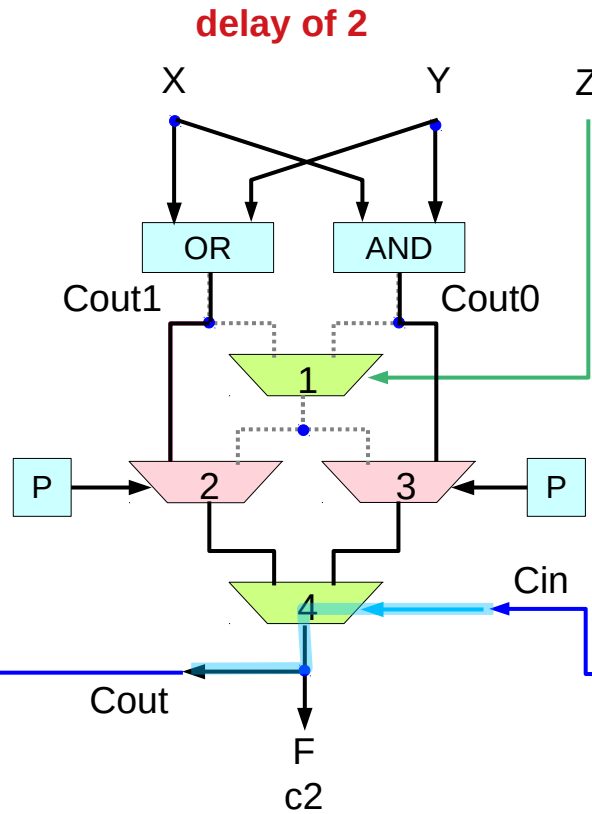 delay of 2
X Y Z
OR AND
Cout1 Cout0
1
P 2 3 P
4 Cin
Cout
F
c2